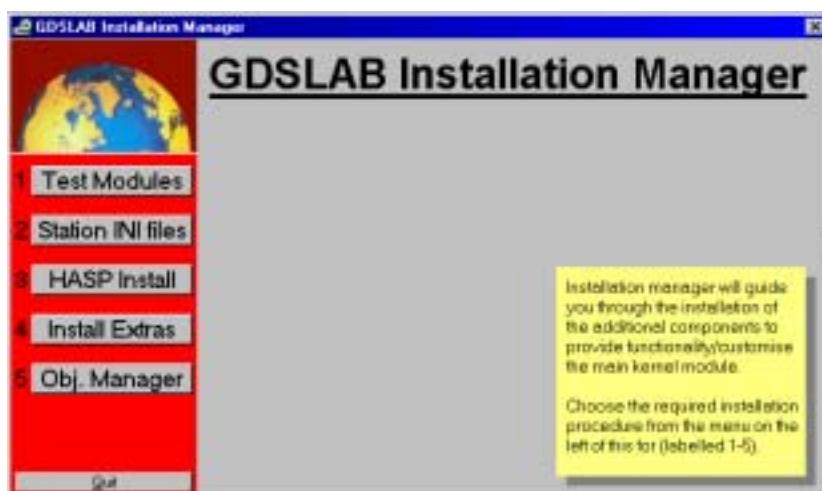 GDSLAB Installation Manager
GDSLAB Installation Manager
1 Test Modules
2 Station INI files
3 HASP Install
4 Install Extras
5 Obj. Manager
Quit
Installation manager will guide
you through the installation of
the additional components to
provide functionality/customise
the main kernel module.
Choose the required installation
procedure from the menu on the
left of this for (labelled 1-5).